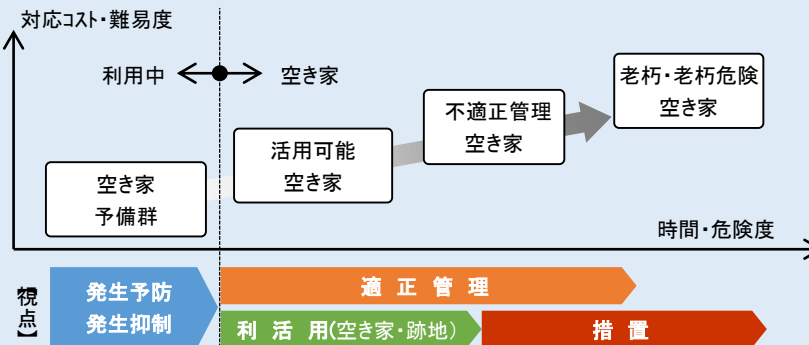 対応コスト・難易度
利用中
空き家
老朽・老朽危険
空き家
不適正管理
空き家
活用可能
空き家
空き家
予備群
時間・危険度
視点】
発生予防
発生抑制
適正管理
利活用(空き家・跡地)
措置